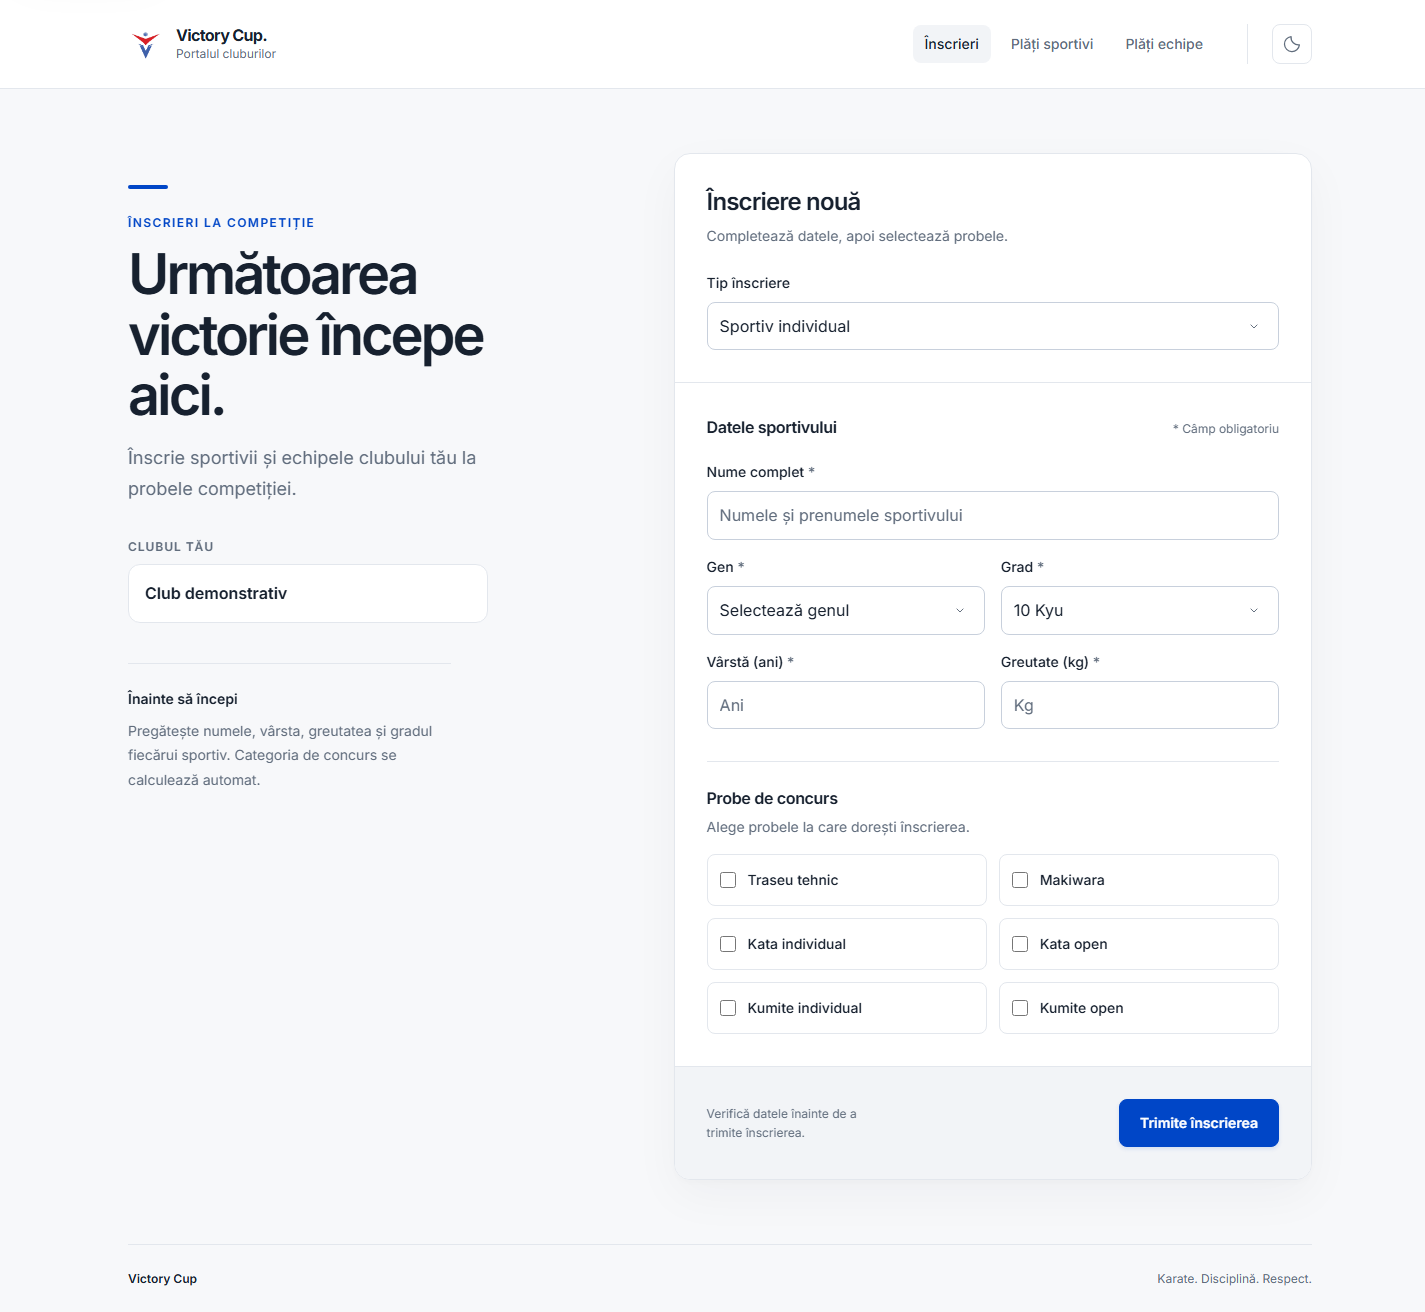 Victory Cup.
Portalul cluburilor
Înscrieri
Plăți sportivi
Plăți echipe
ÎNSCRIERI LA COMPETIȚIE
Următoarea
victorie începe
aici.
Înscrie sportivii și echipele clubului tău la
probele competiției.
CLUBUL TĂU
Club demonstrativ
Înainte să începi
Pregătește numele, vârsta, greutatea și gradul
fiecărui sportiv. Categoria de concurs se
calculează automat.
Înscriere nouă
Completează datele, apoi selectează probele.
Tip înscriere
Sportiv individual
Datele sportivului
* Câmp obligatoriu
Nume complet *
Numele și prenumele sportivului
Gen *
Grad *
Selectează genul
10 Kyu
Vârstă (ani) *
Greutate (kg) *
Ani
Kg
Probe de concurs
Alege probele la care dorești înscrierea.
Traseu tehnic
Makiwara
Kata individual
Kata open
Kumite individual
Kumite open
Verifică datele înainte de a
trimite înscrierea.
Trimite înscrierea
Victory Cup
Karate. Disciplină. Respect.